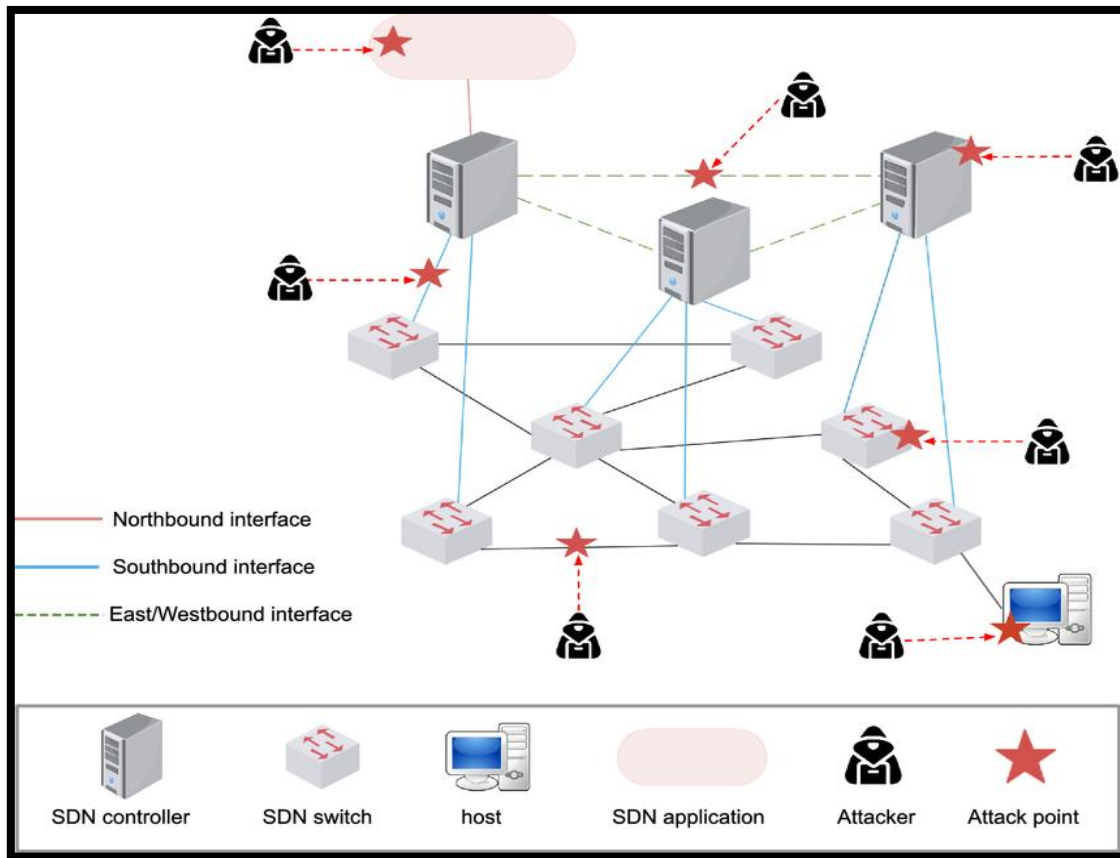 Northbound interface
Southbound interface
East/Westbound interface
SDN controller
SDN switch
host
SDN application
Attacker
Attack point